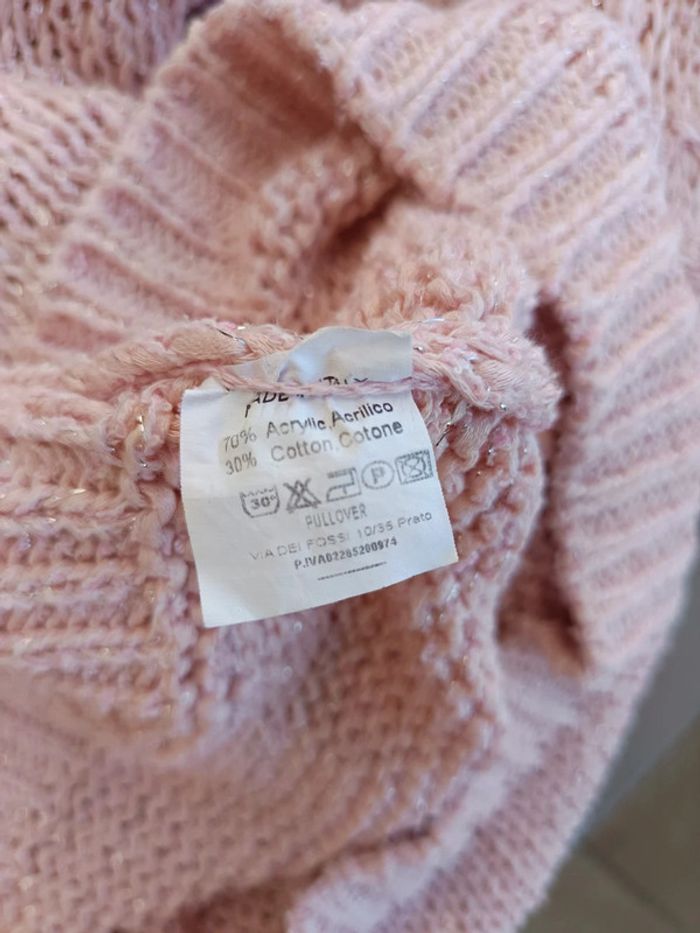 70% Acrylic.Acrilico
30% Cotton.Cotone
30° P
PULLOVER
VIA DEI FOSSI 10/35 Prato
P.IVA02285200974